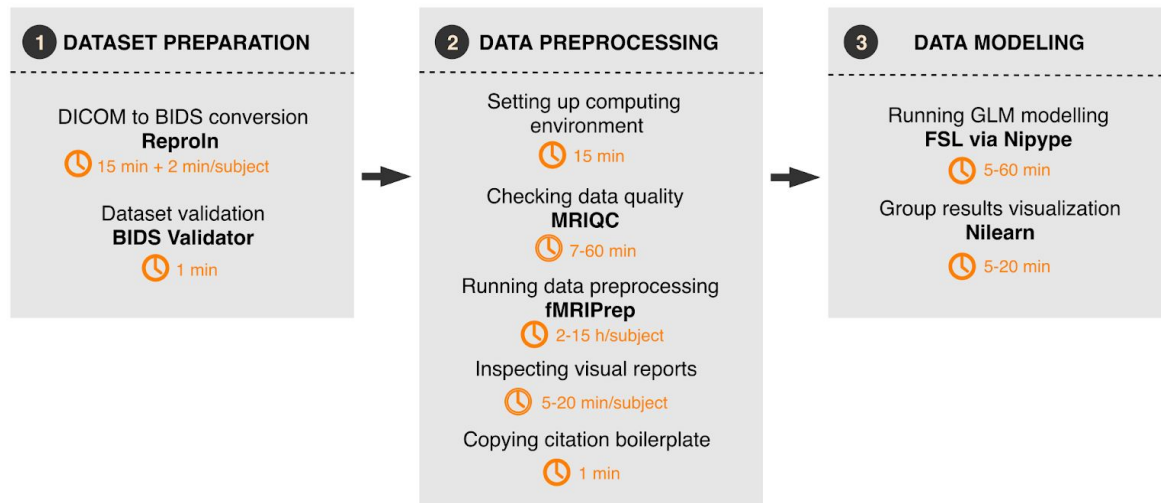 1 DATASET PREPARATION
DICOM to BIDS conversion
ReproIn
15 min + 2 min/subject
Dataset validation
BIDS Validator
1 min
2 DATA PREPROCESSING
Setting up computing
environment
15 min
Checking data quality
MRIQC
7-60 min
Running data preprocessing
fMRIPrep
2-15 h/subject
Inspecting visual reports
5-20 min/subject
Copying citation boilerplate
1 min
3 DATA MODELING
Running GLM modelling
FSL via Nipype
5-60 min
Group results visualization
Nilearn
5-20 min